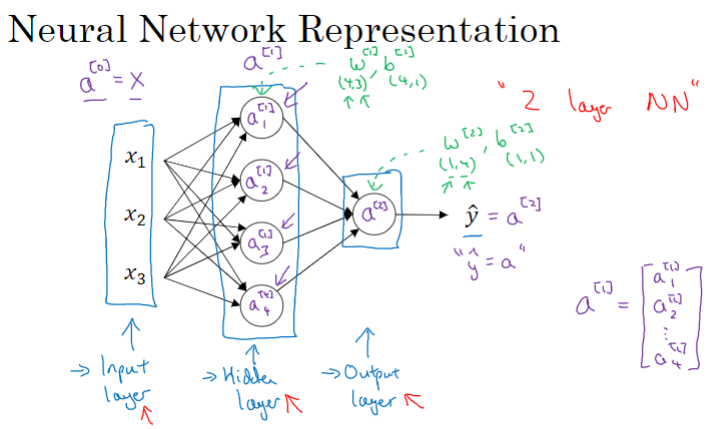 Neural Network Representation
a^[0] = x
a^[1]
w^[1], b^[1]
(4,3) (4,1)
"2 layer NN"
x₁
x₂
x₃
a₁^[1]
a₂^[1]
a₃^[1]
a₄^[4]
w^[2], b^[2]
(1,4) (1,1)
a^[2]
ŷ = a^[2]
"ŷ = a"
a^[1] = [a₁^[1]
a₂^[1]
⋮
a₄^[1]]
→ Input
layer
→ Hidden
layer
→ Output
layer